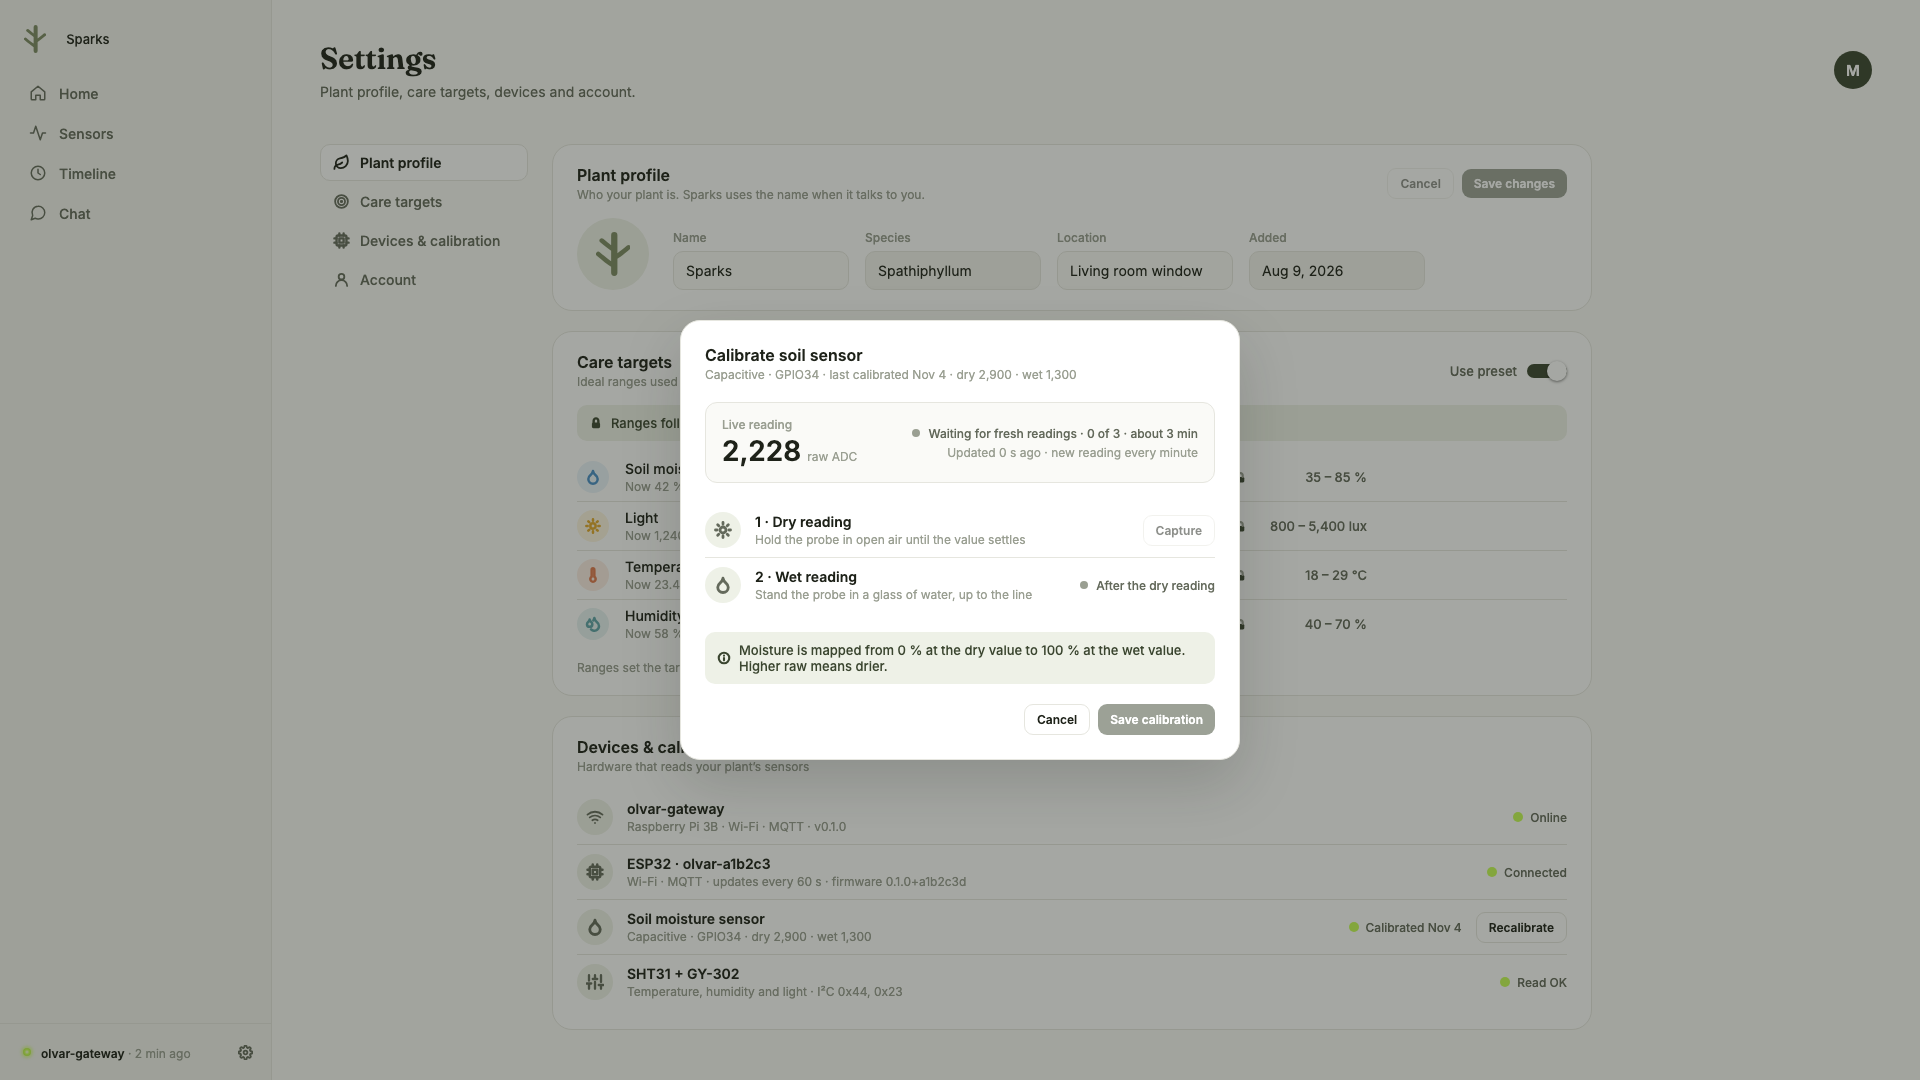 Sparks
Home
Sensors
Timeline
Chat
olvar-gateway · 2 min ago
Settings
Plant profile, care targets, devices and account.
M
Plant profile
Care targets
Devices & calibration
Account
Plant profile
Who your plant is. Sparks uses the name when it talks to you.
Cancel
Save changes
Name
Species
Location
Added
Sparks
Spathiphyllum
Living room window
Aug 9, 2026
Care targets
Ideal ranges used
Use preset
Ranges foll
Soil mois
Now 42 %
35 – 85 %
Light
Now 1,240
800 – 5,400 lux
Tempera
Now 23.4
18 – 29 °C
Humidity
Now 58 %
40 – 70 %
Ranges set the tar
Calibrate soil sensor
Capacitive · GPIO34 · last calibrated Nov 4 · dry 2,900 · wet 1,300
Live reading
2,228 raw ADC
Waiting for fresh readings · 0 of 3 · about 3 min
Updated 0 s ago · new reading every minute
1 · Dry reading
Hold the probe in open air until the value settles
Capture
2 · Wet reading
Stand the probe in a glass of water, up to the line
After the dry reading
Moisture is mapped from 0 % at the dry value to 100 % at the wet value.
Higher raw means drier.
Cancel
Save calibration
Devices & cali
Hardware that reads your plant's sensors
olvar-gateway
Raspberry Pi 3B · Wi-Fi · MQTT · v0.1.0
Online
ESP32 · olvar-a1b2c3
Wi-Fi · MQTT · updates every 60 s · firmware 0.1.0+a1b2c3d
Connected
Soil moisture sensor
Capacitive · GPIO34 · dry 2,900 · wet 1,300
Calibrated Nov 4
Recalibrate
SHT31 + GY-302
Temperature, humidity and light · I²C 0x44, 0x23
Read OK